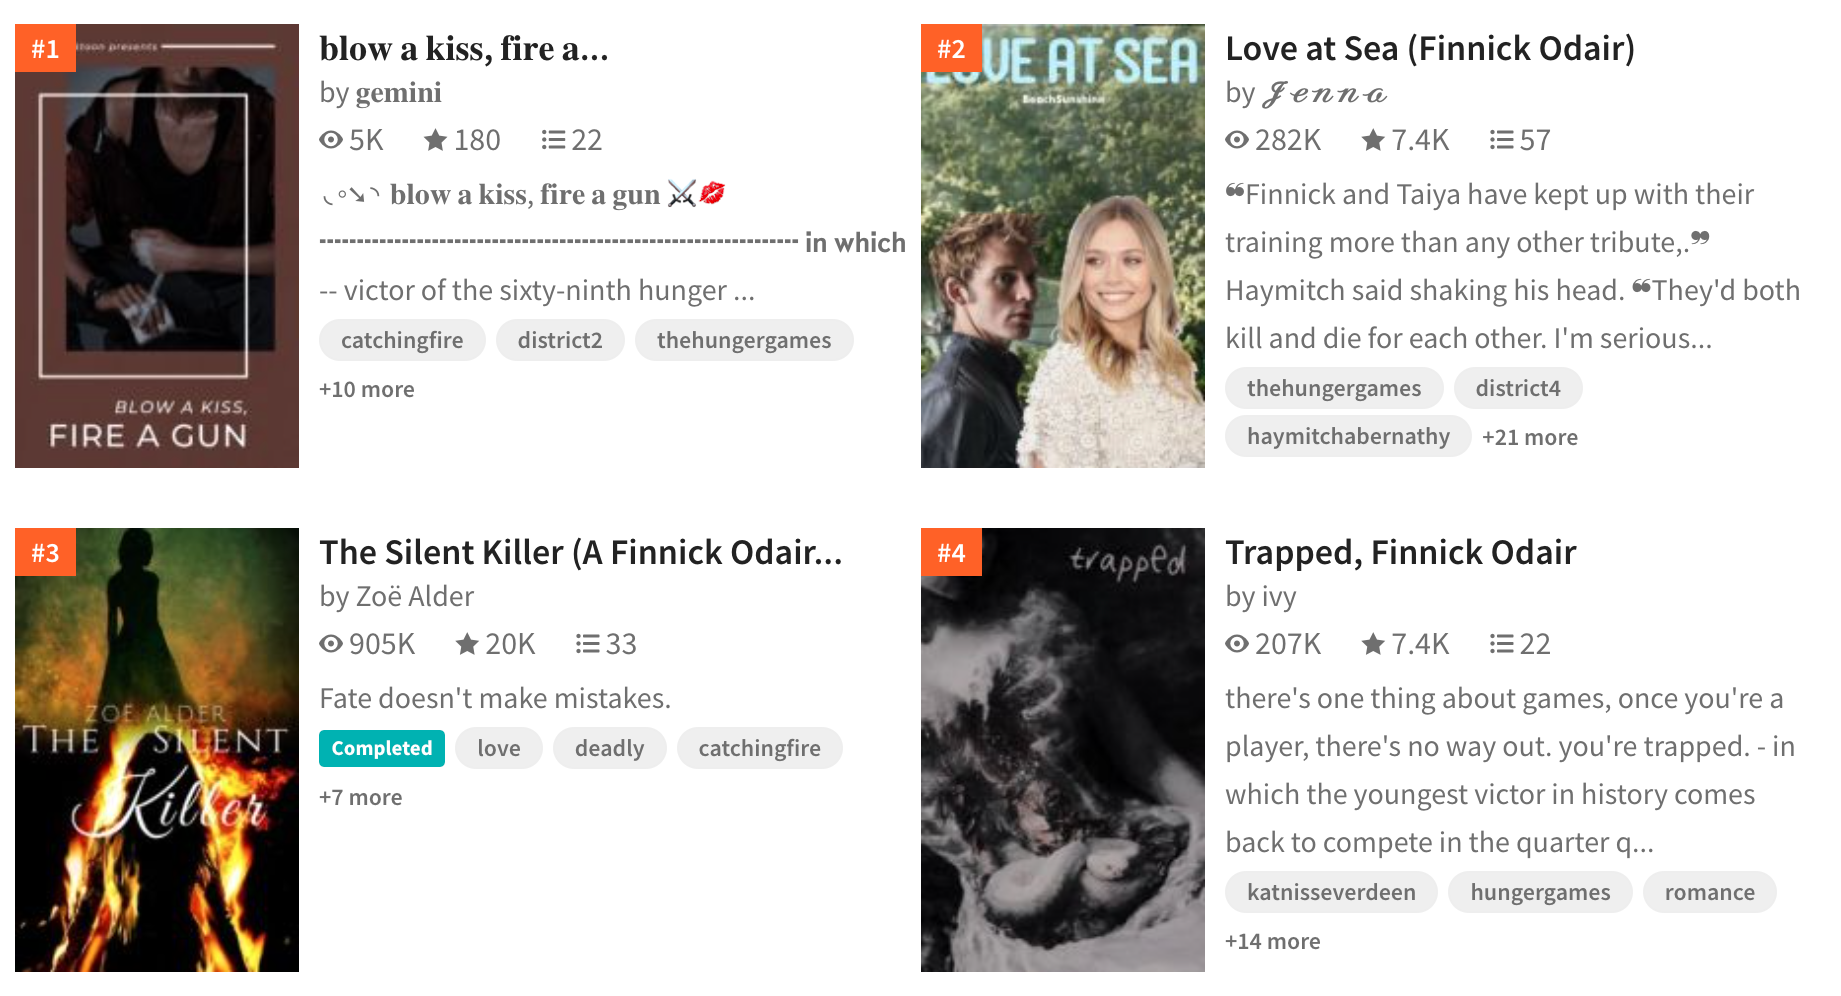 #1
presents
BLOW A KISS,
FIRE A GUN
blow a kiss, fire a...
by gemini
5K 180 22
blow a kiss, fire a gun ⚔️💋
---------------------------------------------------------------- in which
-- victor of the sixty-ninth hunger ...
catchingfire district2 thehungergames
+10 more
#2
LOVE AT SEA
BeachSunshine
Love at Sea (Finnick Odair)
by 𝒥𝑒𝓃𝓃𝒶
282K 7.4K 57
❝Finnick and Taiya have kept up with their
training more than any other tribute,.❞
Haymitch said shaking his head. ❝They'd both
kill and die for each other. I'm serious...
thehungergames district4
haymitchabernathy +21 more
#3
ZOË ALDER
THE SILENT
Killer
The Silent Killer (A Finnick Odair...
by Zoë Alder
905K 20K 33
Fate doesn't make mistakes.
Completed love deadly catchingfire
+7 more
#4
trapped
Trapped, Finnick Odair
by ivy
207K 7.4K 22
there's one thing about games, once you're a
player, there's no way out. you're trapped. - in
which the youngest victor in history comes
back to compete in the quarter q...
katnisseverdeen hungergames romance
+14 more